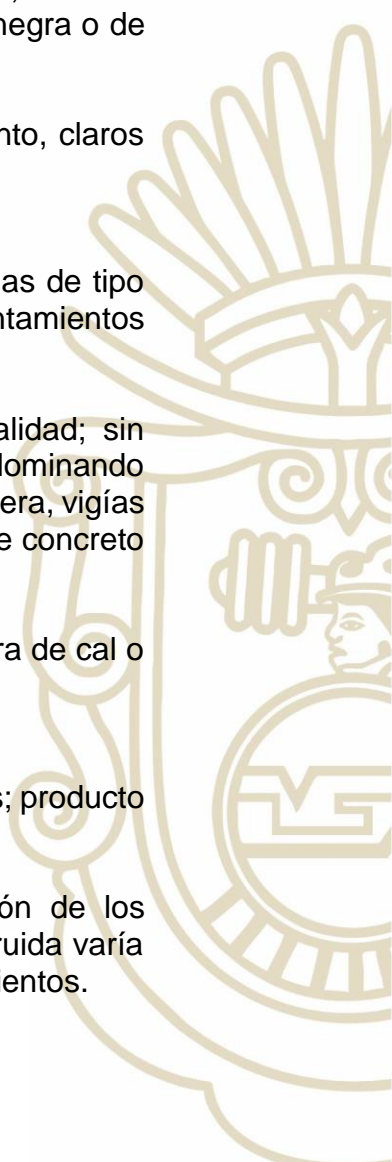 negra o de
nto, claros
as de tipo
ntamientos
alidad; sin
dominando
era, vigías
e concreto
ra de cal o
s; producto
ón de los
ruida varía
ientos.